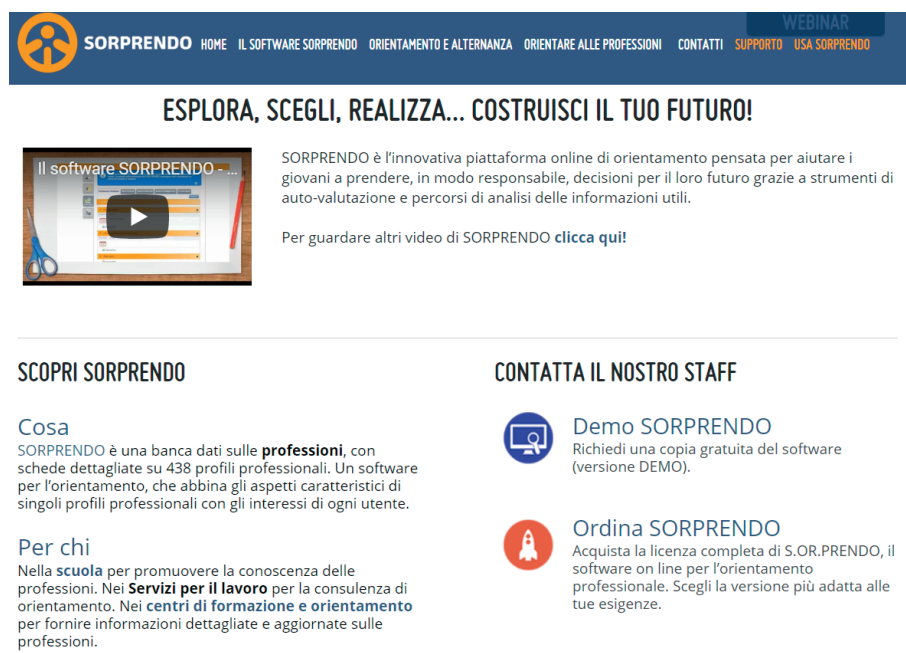 WEBINAR
SORPRENDO HOME IL SOFTWARE SORPRENDO ORIENTAMENTO E ALTERNANZA ORIENTARE ALLE PROFESSIONI CONTATTI SUPPORTO USA SORPRENDO
ESPLORA, SCEGLI, REALIZZA... COSTRUISCI IL TUO FUTURO!
Il software SORPRENDO - ...
SORPRENDO è l'innovativa piattaforma online di orientamento pensata per aiutare i
giovani a prendere, in modo responsabile, decisioni per il loro futuro grazie a strumenti di
auto-valutazione e percorsi di analisi delle informazioni utili.
Per guardare altri video di SORPRENDO clicca qui!
SCOPRI SORPRENDO
Cosa
SORPRENDO è una banca dati sulle professioni, con
schede dettagliate su 438 profili professionali. Un software
per l'orientamento, che abbina gli aspetti caratteristici di
singoli profili professionali con gli interessi di ogni utente.
Per chi
Nella scuola per promuovere la conoscenza delle
professioni. Nei Servizi per il lavoro per la consulenza di
orientamento. Nei centri di formazione e orientamento
per fornire informazioni dettagliate e aggiornate sulle
professioni.
CONTATTA IL NOSTRO STAFF
Demo SORPRENDO
Richiedi una copia gratuita del software
(versione DEMO).
Ordina SORPRENDO
Acquista la licenza completa di S.OR.PRENDO, il
software on line per l'orientamento
professionale. Scegli la versione più adatta alle
tue esigenze.